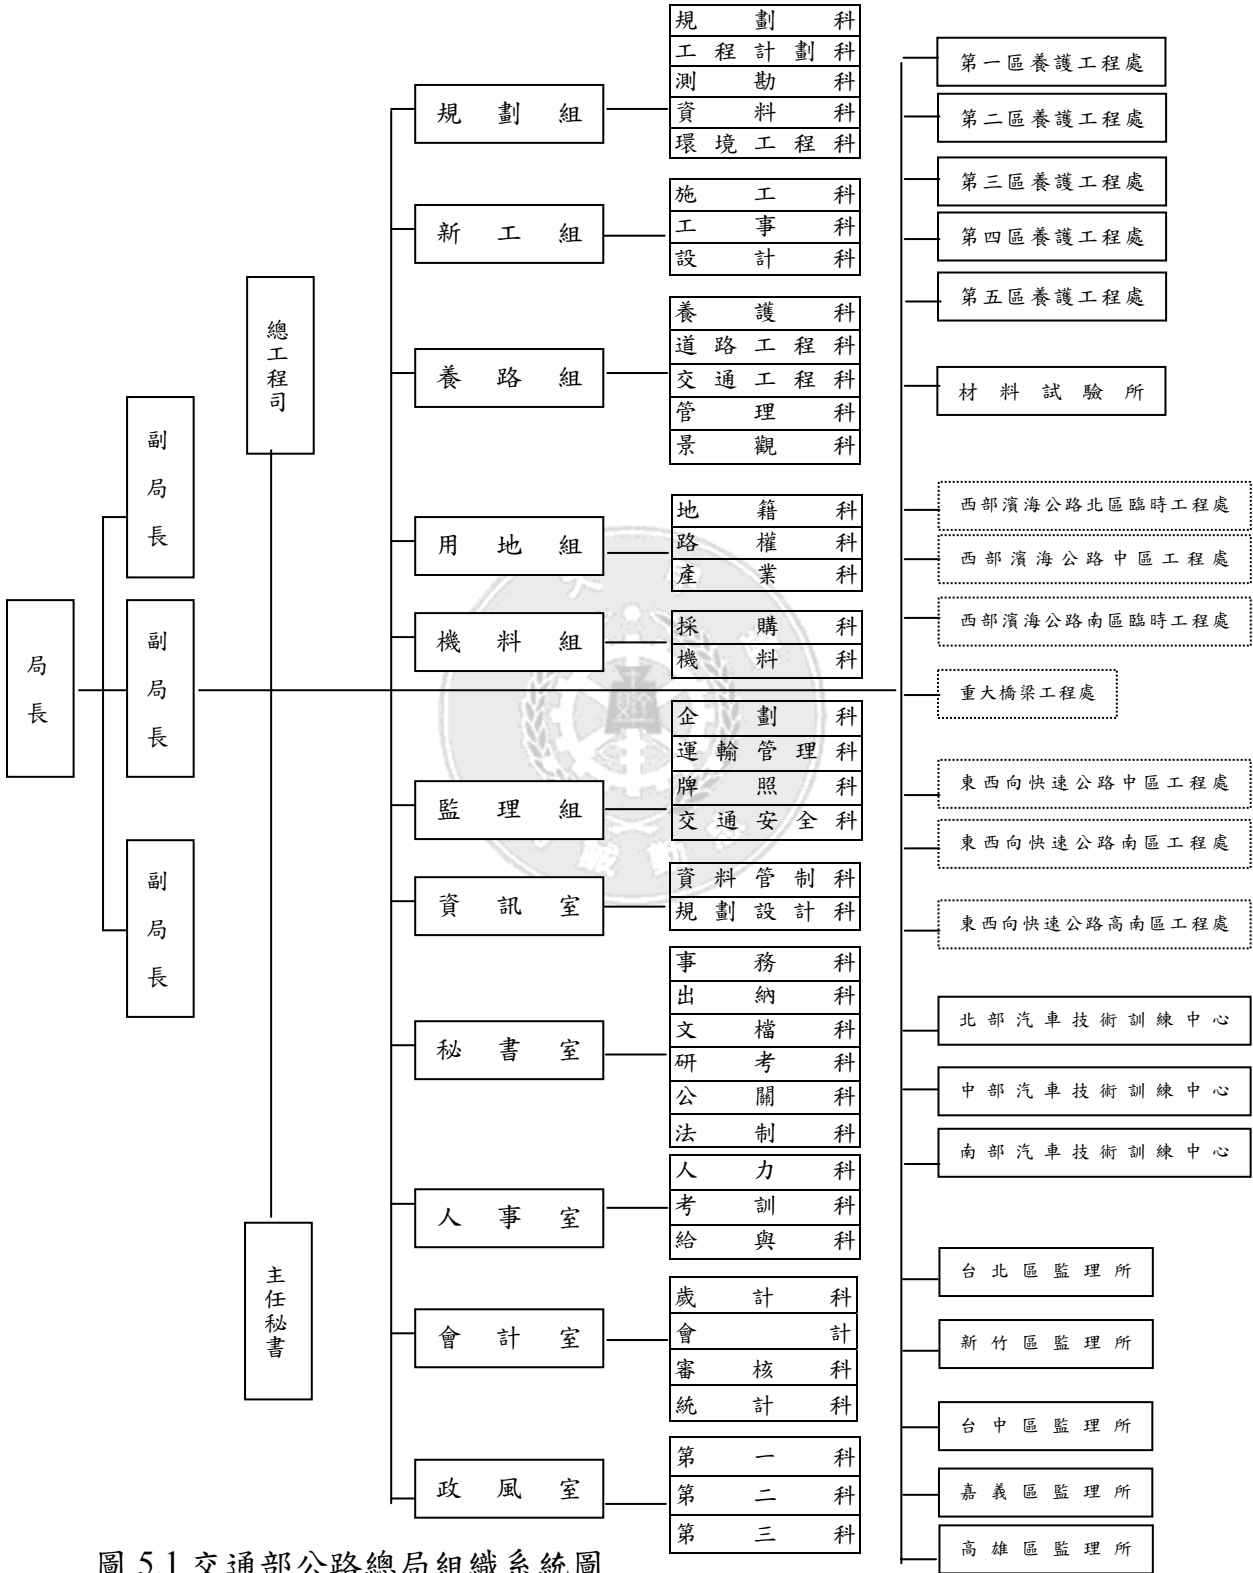 局長
副局長
副局長
副局長
總工程司
主任秘書
規劃組
規劃科
工程計劃科
測勘科
資料科
環境工程科
新工組
施工科
工事科
設計科
養路組
養護科
道路工程科
交通工程科
管理科
景觀科
用地組
地籍科
路權科
產業科
機料組
採購科
機料科
監理組
企劃科
運輸管理科
牌照科
交通安全科
資訊室
資料管制科
規劃設計科
秘書室
事務科
出納科
文檔科
研考科
公關科
法制科
人事室
人力科
考訓科
給與科
會計室
歲計科
會計
審核科
統計科
政風室
第一科
第二科
第三科
第一區養護工程處
第二區養護工程處
第三區養護工程處
第四區養護工程處
第五區養護工程處
材料試驗所
西部濱海公路北區臨時工程處
西部濱海公路中區工程處
西部濱海公路南區臨時工程處
重大橋梁工程處
東西向快速公路中區工程處
東西向快速公路南區工程處
東西向快速公路高南區工程處
北部汽車技術訓練中心
中部汽車技術訓練中心
南部汽車技術訓練中心
台北區監理所
新竹區監理所
台中區監理所
嘉義區監理所
高雄區監理所
圖 5.1 交通部公路總局組織系統圖